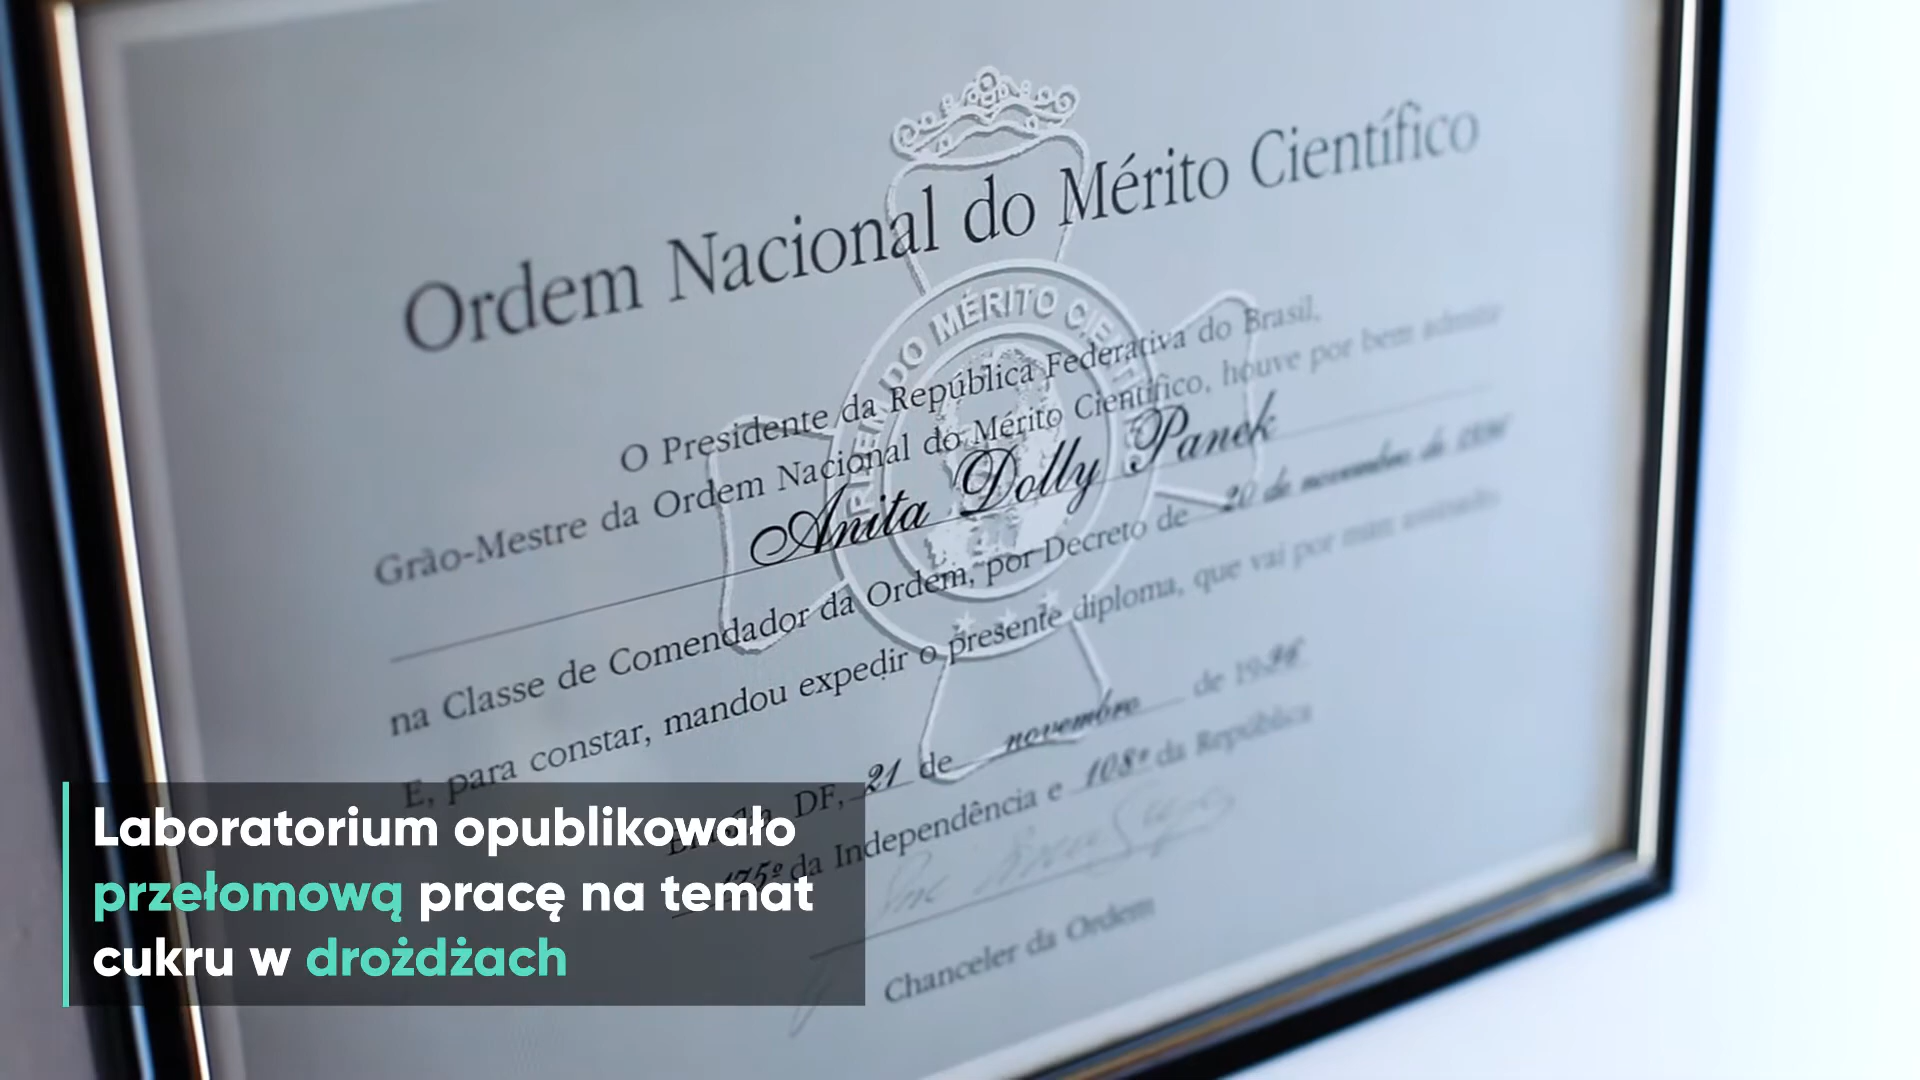 Ordem Nacional do Mérito Científico
O Presidente da República Federativa do Brasil,
Grão-Mestre da Ordem Nacional do Mérito Científico, houve por bem admitir
Anita Dolly Panek
na Classe de Comendador da Ordem, por Decreto de 20 de novembro de 1996
E, para constar, mandou expedir o presente diploma, que vai por mim assinado.
DF, 21 de novembro de 1996
175º da Independência e 108º da República
Chanceler da Ordem
Laboratorium opublikowało
przełomową pracę na temat
cukru w drożdżach